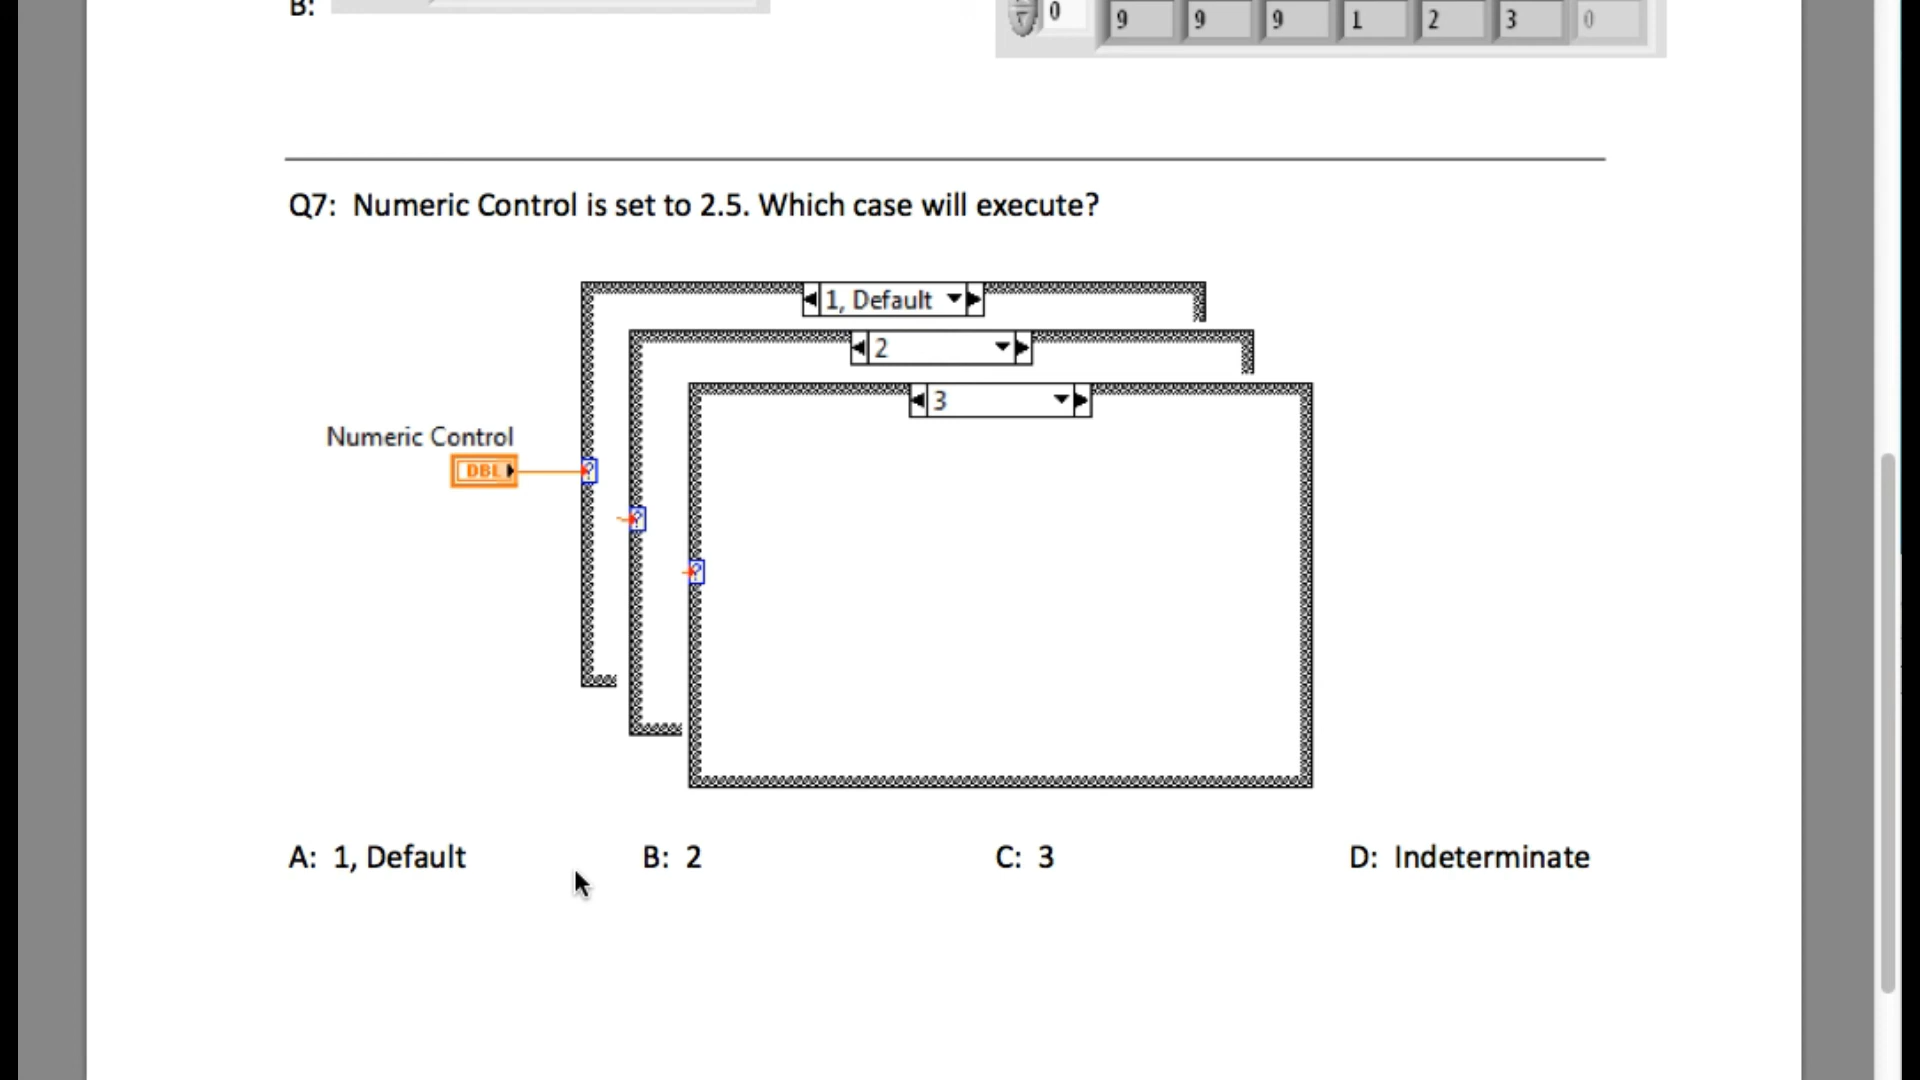 B:
0 9 9 9 1 2 3 0
Q7: Numeric Control is set to 2.5. Which case will execute?
1, Default
2
3
Numeric Control
DBL
?
?
?
A: 1, Default B: 2 C: 3 D: Indeterminate